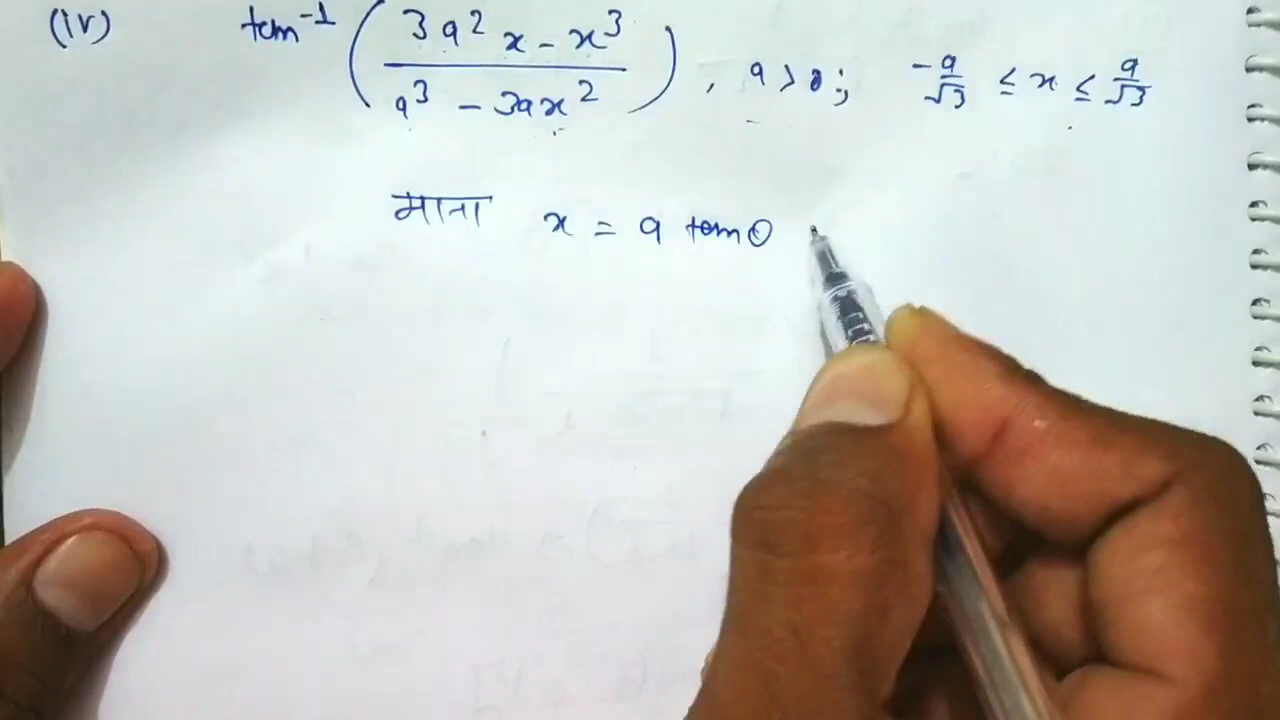 (iv) tan⁻¹ ( (3a²x - x³) / (a³ - 3ax²) ) , a > 0 ; -a/√3 ≤ x ≤ a/√3
माना x = a tanθ